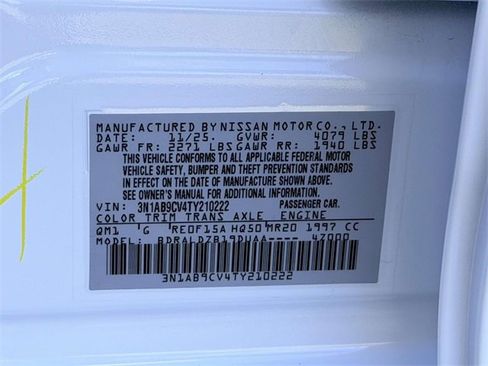 MANUFACTURED BY NISSAN MOTOR CO., LTD.
DATE: 11/25. GVWR: 4079 LBS
GAWR FR: 2271 LBS GAWR RR: 1940 LBS
THIS VEHICLE CONFORMS TO ALL APPLICABLE FEDERAL MOTOR
VEHICLE SAFETY, BUMPER, AND THEFT PREVENTION STANDARDS
IN EFFECT ON THE DATE OF MANUFACTURE SHOWN ABOVE.
SEE OWNER'S MANUAL FOR ADDITIONAL INFORMATION.
VIN: 3N1AB9CV4TY210222 PASSENGER CAR.
COLOR TRIM TRANS AXLE ENGINE
QM1 G RE0F15A HQ50 MR20 1997 CC
MODEL: BDRALDZB19DUAA---- 47000
3N1AB9CV4TY210222